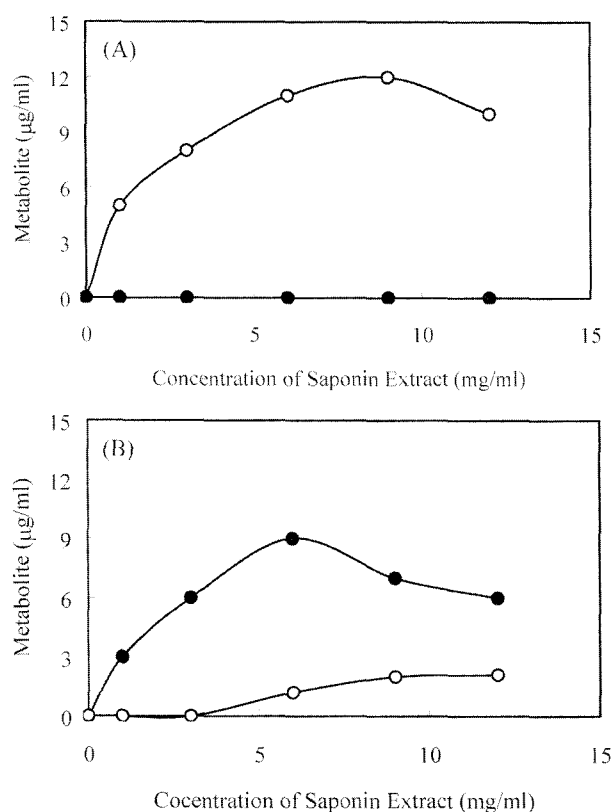 15
(A)
12
9
6
3
0
Metabolite (μg/ml)
0 5 10 15
Concentration of Saponin Extract (mg/ml)
15
(B)
12
9
6
3
0
Metabolite (μg/ml)
0 5 10 15
Cocentration of Saponin Extract (mg/ml)